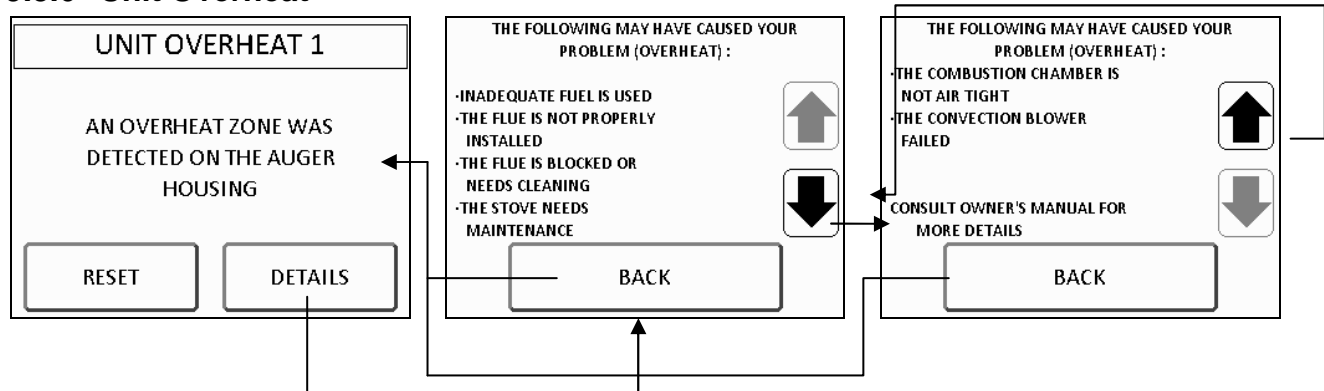 Unit Overheat
UNIT OVERHEAT 1
AN OVERHEAT ZONE WAS
DETECTED ON THE AUGER
HOUSING
RESET
DETAILS
THE FOLLOWING MAY HAVE CAUSED YOUR
PROBLEM (OVERHEAT) :
·INADEQUATE FUEL IS USED
·THE FLUE IS NOT PROPERLY
INSTALLED
·THE FLUE IS BLOCKED OR
NEEDS CLEANING
·THE STOVE NEEDS
MAINTENANCE
BACK
THE FOLLOWING MAY HAVE CAUSED YOUR
PROBLEM (OVERHEAT) :
·THE COMBUSTION CHAMBER IS
NOT AIR TIGHT
·THE CONVECTION BLOWER
FAILED
CONSULT OWNER'S MANUAL FOR
MORE DETAILS
BACK